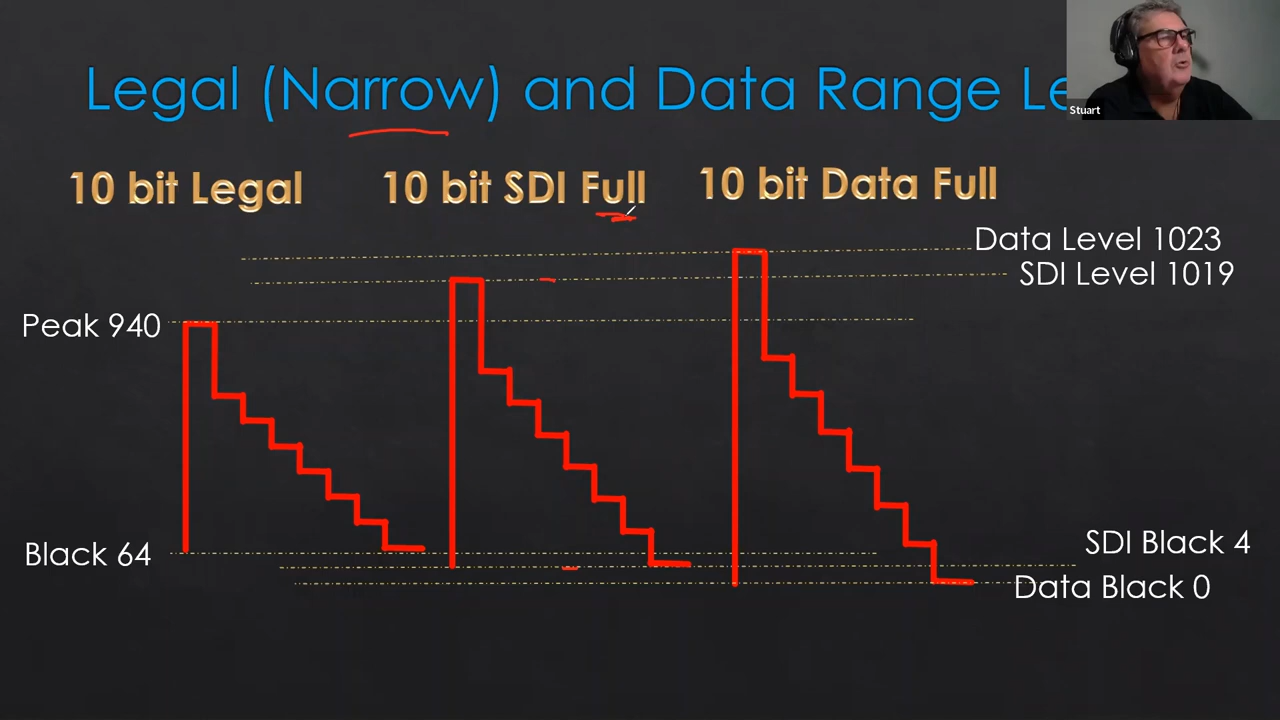 Legal (Narrow) and Data Range
Stuart
10 bit Legal
10 bit SDI Full
10 bit Data Full
Data Level 1023
SDI Level 1019
Peak 940
SDI Black 4
Black 64
Data Black 0